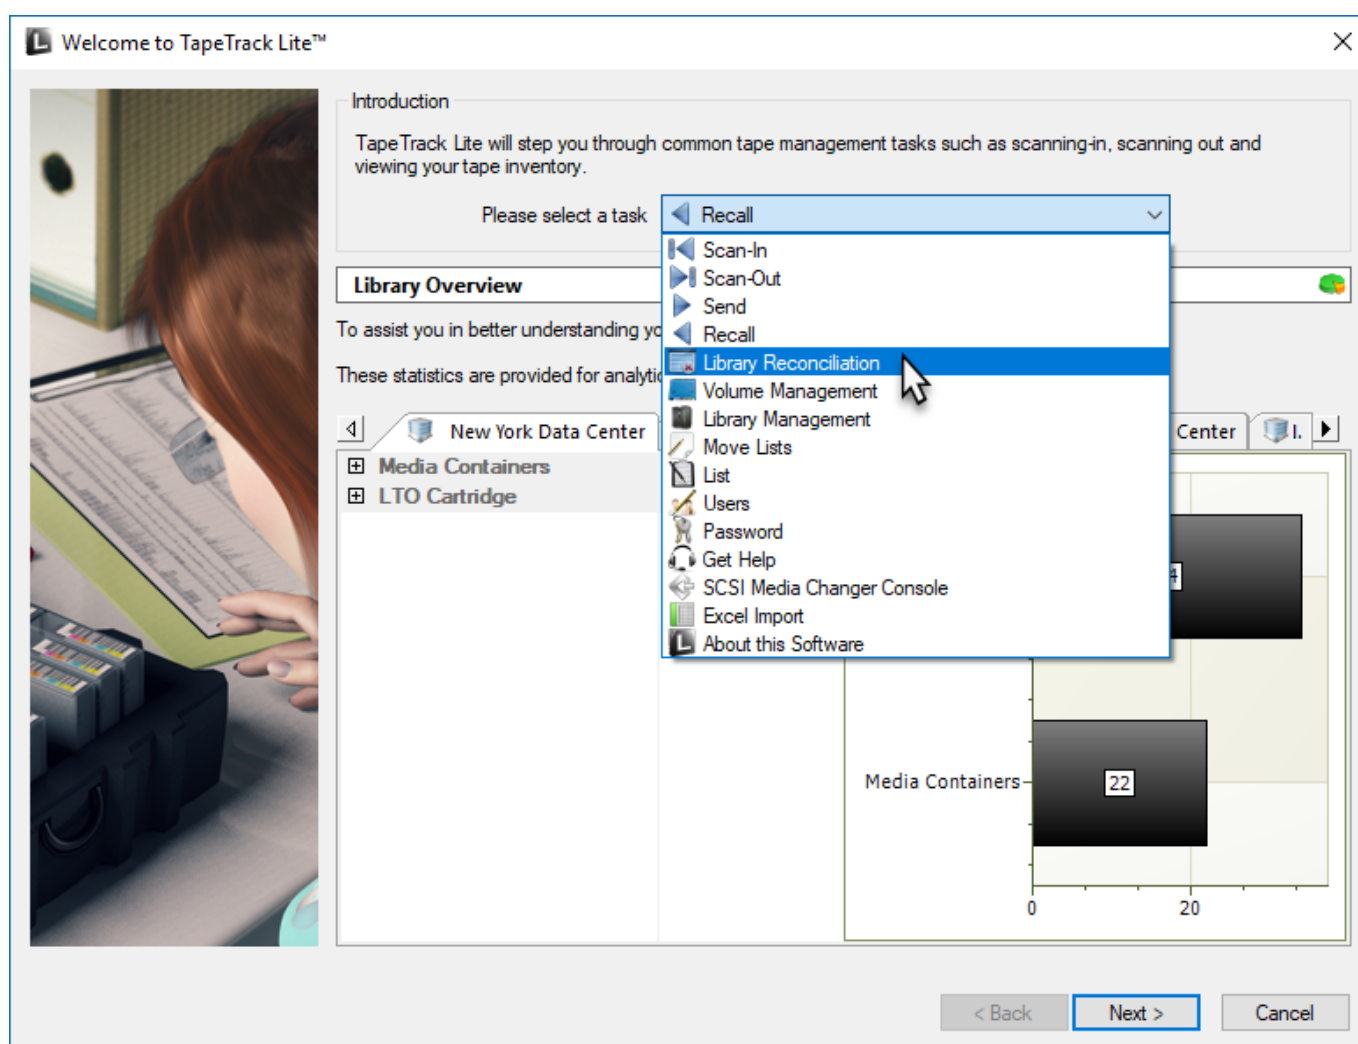 Welcome to TapeTrack Lite™
Introduction
TapeTrack Lite will step you through common tape management tasks such as scanning-in, scanning out and
viewing your tape inventory.
Please select a task
Recall
Scan-In
Scan-Out
Send
Recall
Library Reconciliation
Volume Management
Library Management
Move Lists
List
Users
Password
Get Help
SCSI Media Changer Console
Excel Import
About this Software
Library Overview
To assist you in better understanding
These statistics are provided for
New York Data Center
Center
Media Containers
LTO Cartridge
4
Media Containers
22
0
20
< Back
Next >
Cancel